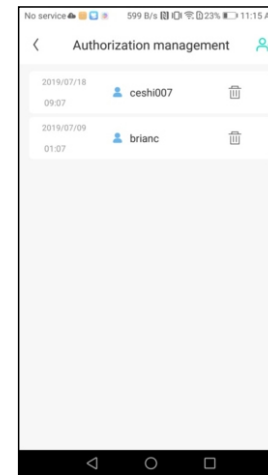 No service 599 B/s 23% 11:15 A
Authorization management
2019/07/18
09:07
ceshi007
2019/07/09
01:07
brianc